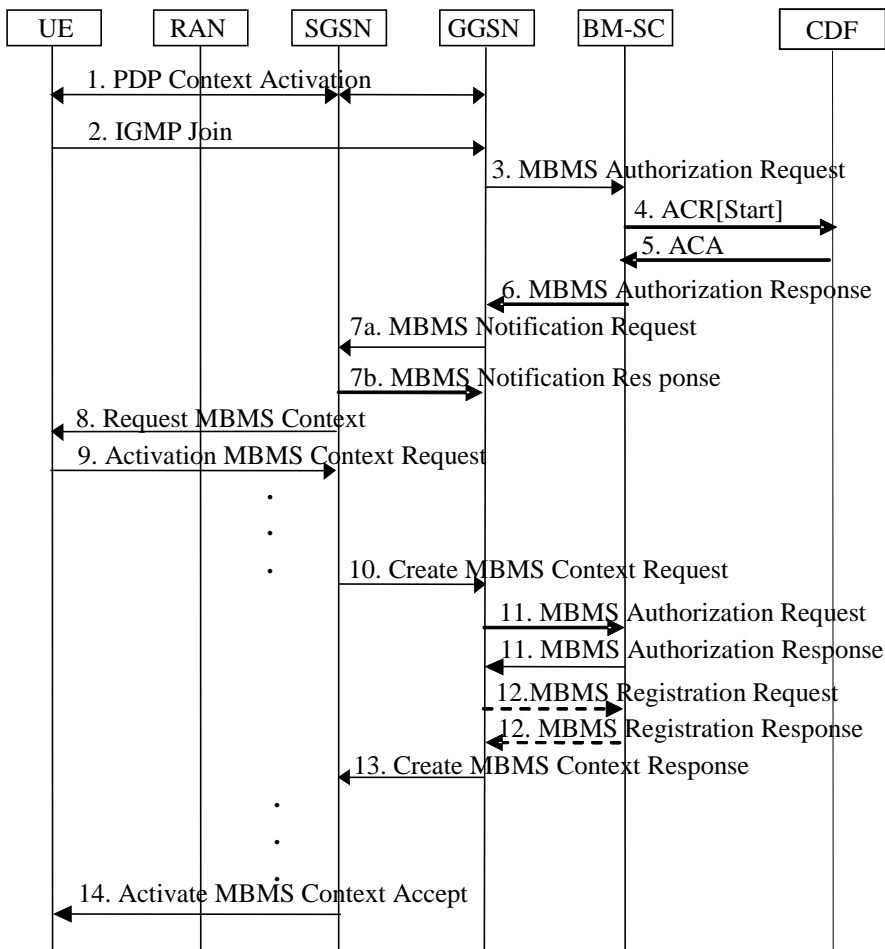 UE RAN SGSN GGSN BM-SC CDF
1. PDP Context Activation
2. IGMP Join
3. MBMS Authorization Request
4. ACR[Start]
5. ACA
6. MBMS Authorization Response
7a. MBMS Notification Request
7b. MBMS Notification Res ponse
8. Request MBMS Context
9. Activation MBMS Context Request
10. Create MBMS Context Request
11. MBMS Authorization Request
11. MBMS Authorization Response
12.MBMS Registration Request
12. MBMS Registration Response
13. Create MBMS Context Response
14. Activate MBMS Context Accept